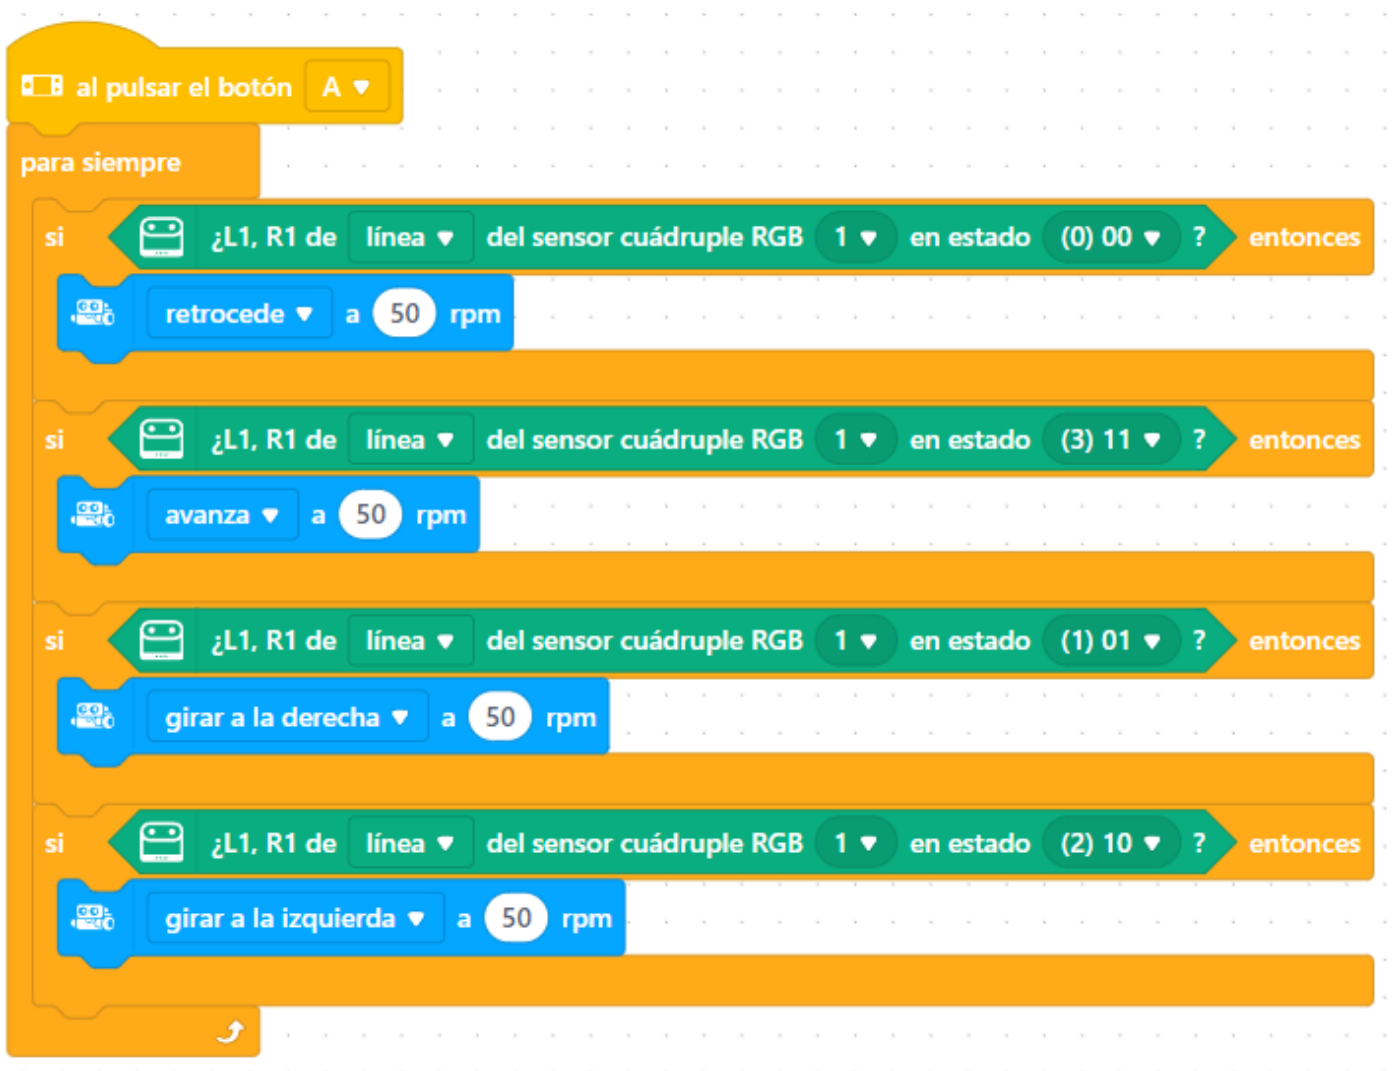 al pulsar el botón A
para siempre
si ¿L1, R1 de línea del sensor cuádruple RGB 1 en estado (0) 00 ? entonces
retrocede a 50 rpm
si ¿L1, R1 de línea del sensor cuádruple RGB 1 en estado (3) 11 ? entonces
avanza a 50 rpm
si ¿L1, R1 de línea del sensor cuádruple RGB 1 en estado (1) 01 ? entonces
girar a la derecha a 50 rpm
si ¿L1, R1 de línea del sensor cuádruple RGB 1 en estado (2) 10 ? entonces
girar a la izquierda a 50 rpm